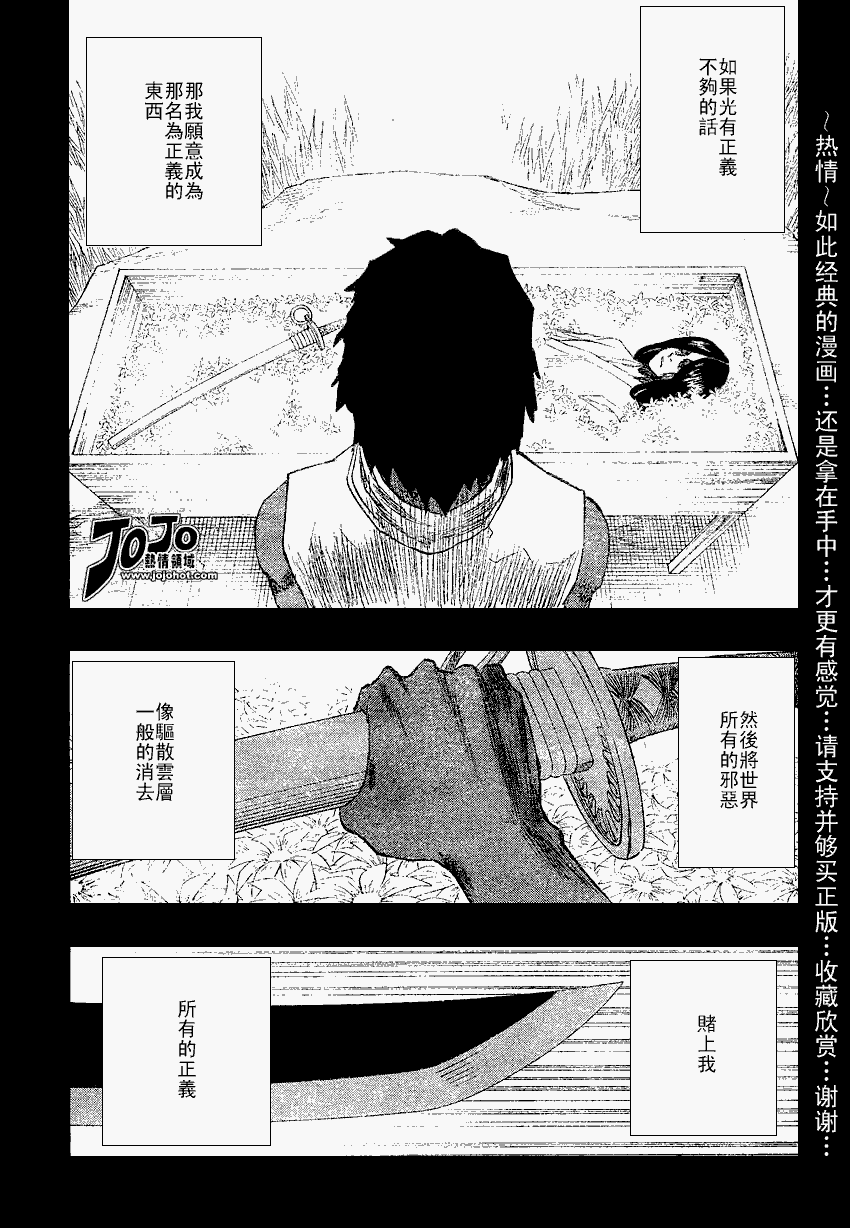 如果光有正義
不夠的話
那我願意成為
那名為正義的
東西
JOJO
熱情領域
www.jojohot.com
然後將世界
所有的邪惡
像驅散雲層
一般的消去
賭上我
所有的正義
~热情~如此经典的漫画…还是拿在手中…才更有感觉…请支持并够买正版…收藏欣赏…谢谢…